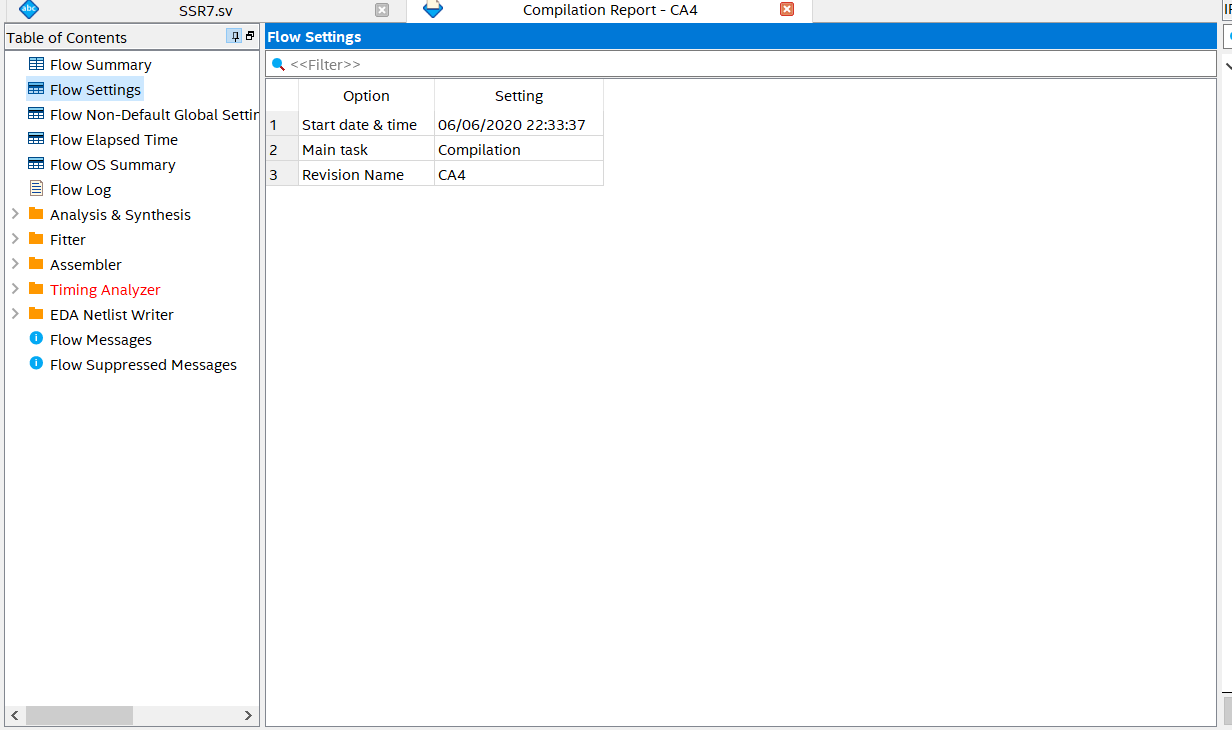 abc SSR7.sv
Compilation Report - CA4
Table of Contents
Flow Summary
Flow Settings
Flow Non-Default Global Settin
Flow Elapsed Time
Flow OS Summary
Flow Log
Analysis & Synthesis
Fitter
Assembler
Timing Analyzer
EDA Netlist Writer
Flow Messages
Flow Suppressed Messages
Flow Settings
<<Filter>>
Option Setting
1 Start date & time 06/06/2020 22:33:37
2 Main task Compilation
3 Revision Name CA4